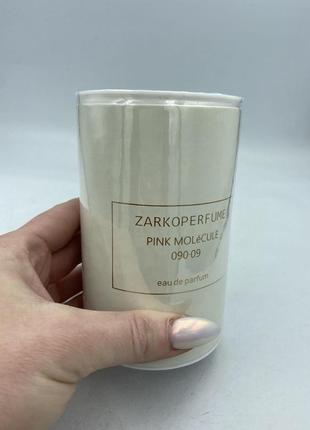 ZARKOPERFUME
PINK MOLéCULE
090·09
eau de parfum